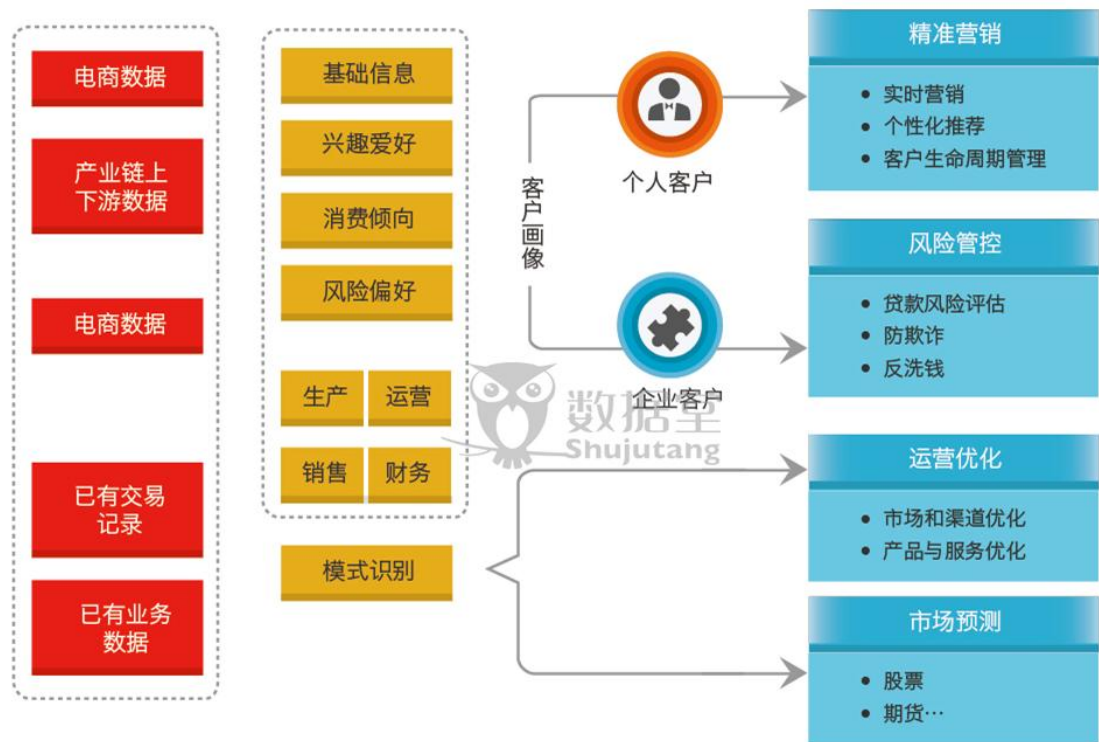 电商数据
产业链上
下游数据
电商数据
已有交易
记录
已有业务
数据
基础信息
兴趣爱好
消费倾向
风险偏好
生产
运营
销售
财务
模式识别
客户画像
个人客户
企业客户
数据堂
Shujutang
精准营销
• 实时营销
• 个性化推荐
• 客户生命周期管理
风险管控
• 贷款风险评估
• 防欺诈
• 反洗钱
运营优化
• 市场和渠道优化
• 产品与服务优化
市场预测
• 股票
• 期货…